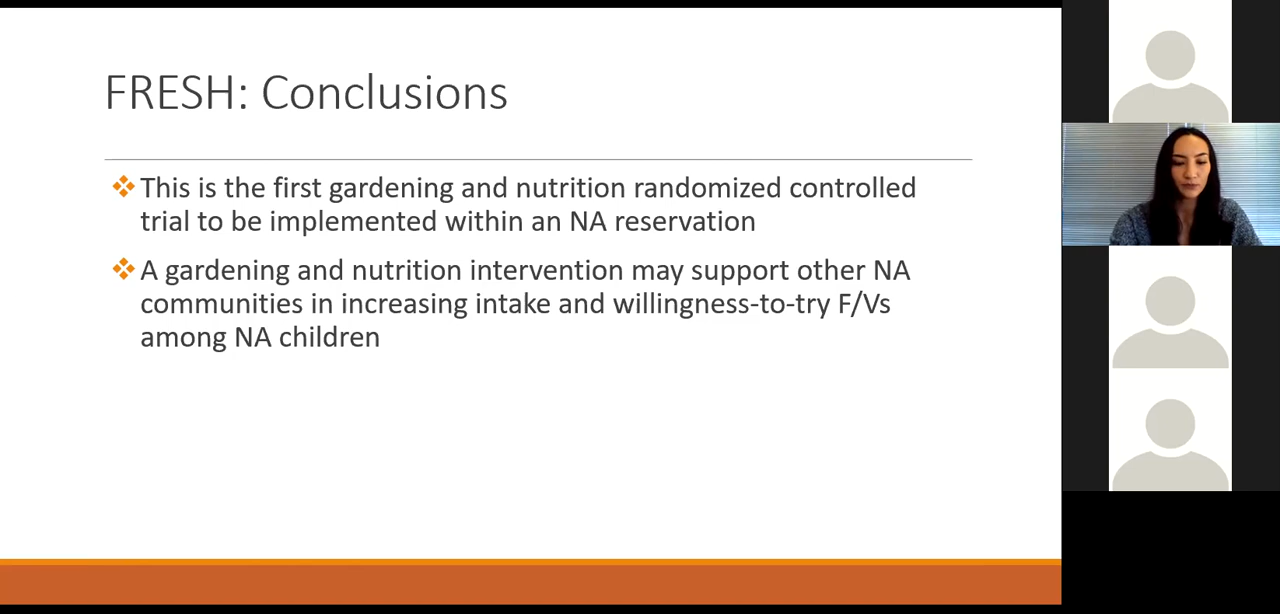 FRESH: Conclusions
This is the first gardening and nutrition randomized controlled
trial to be implemented within an NA reservation
A gardening and nutrition intervention may support other NA
communities in increasing intake and willingness-to-try F/Vs
among NA children